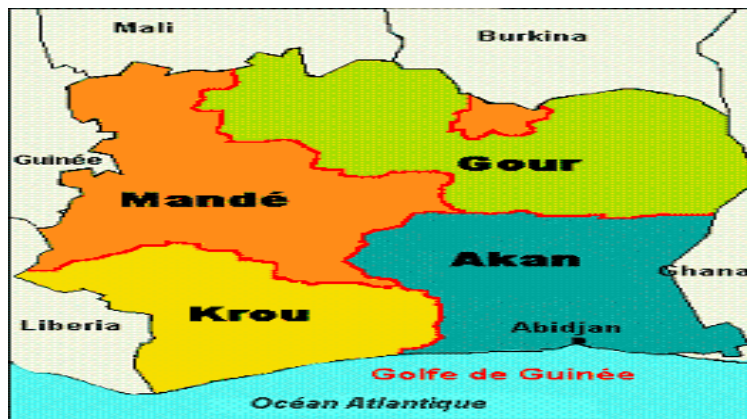 Mali
Burkina
Guinée
Gour
Mandé
Akan
Ghana
Krou
Liberia
Abidjan
Golfe de Guinée
Océan Atlantique